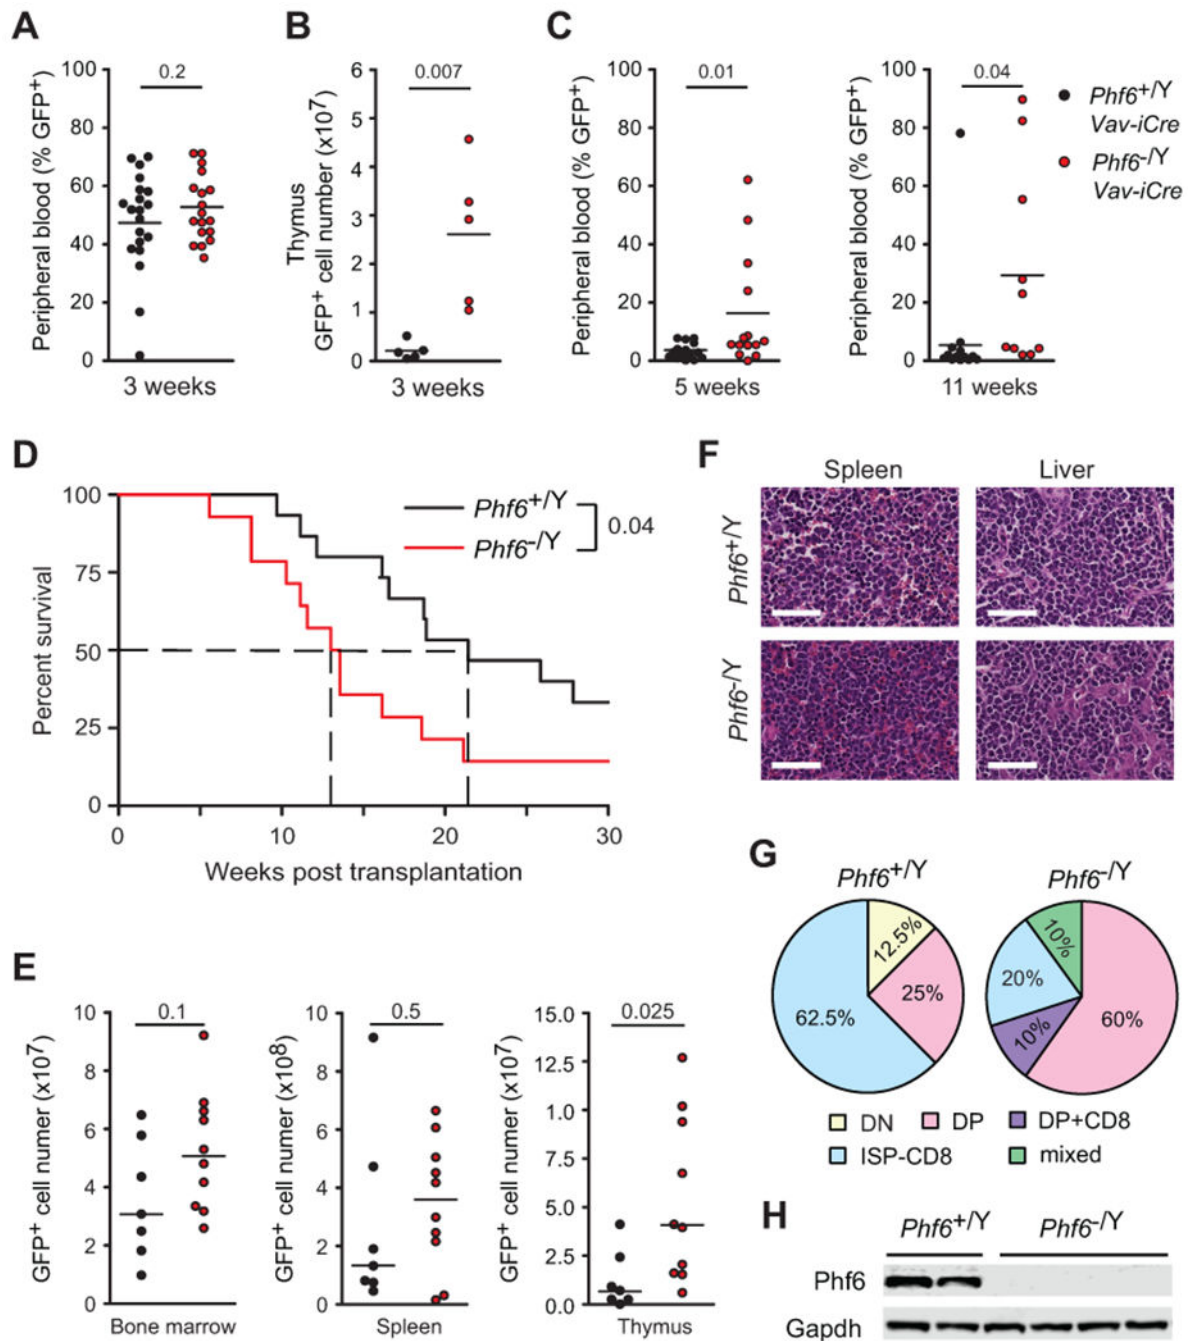 A
Peripheral blood (% GFP+)
100
80
60
40
20
0
0.2
3 weeks
B
Thymus
GFP+ cell number (x10^7)
6
5
4
3
2
1
0
0.007
3 weeks
C
Peripheral blood (% GFP+)
100
80
60
40
20
0
0.01
5 weeks
Peripheral blood (% GFP+)
100
80
60
40
20
0
0.04
11 weeks
Phf6+/Y
Vav-iCre
Phf6-/Y
Vav-iCre
D
Percent survival
100
75
50
25
0
0
10
20
30
Weeks post transplantation
Phf6+/Y
Phf6-/Y
0.04
F
Spleen
Liver
Phf6+/Y
Phf6-/Y
G
Phf6+/Y
Phf6-/Y
12.5%
25%
62.5%
10%
20%
10%
60%
DN
DP
DP+CD8
ISP-CD8
mixed
E
GFP+ cell numer (x10^7)
10
8
6
4
2
0
0.1
Bone marrow
GFP+ cell numer (x10^8)
10
8
6
4
2
0
0.5
Spleen
GFP+ cell numer (x10^7)
15.0
12.5
1.0
7.5
5.0
2.5
0.0
0.025
Thymus
H
Phf6+/Y
Phf6-/Y
Phf6
Gapdh